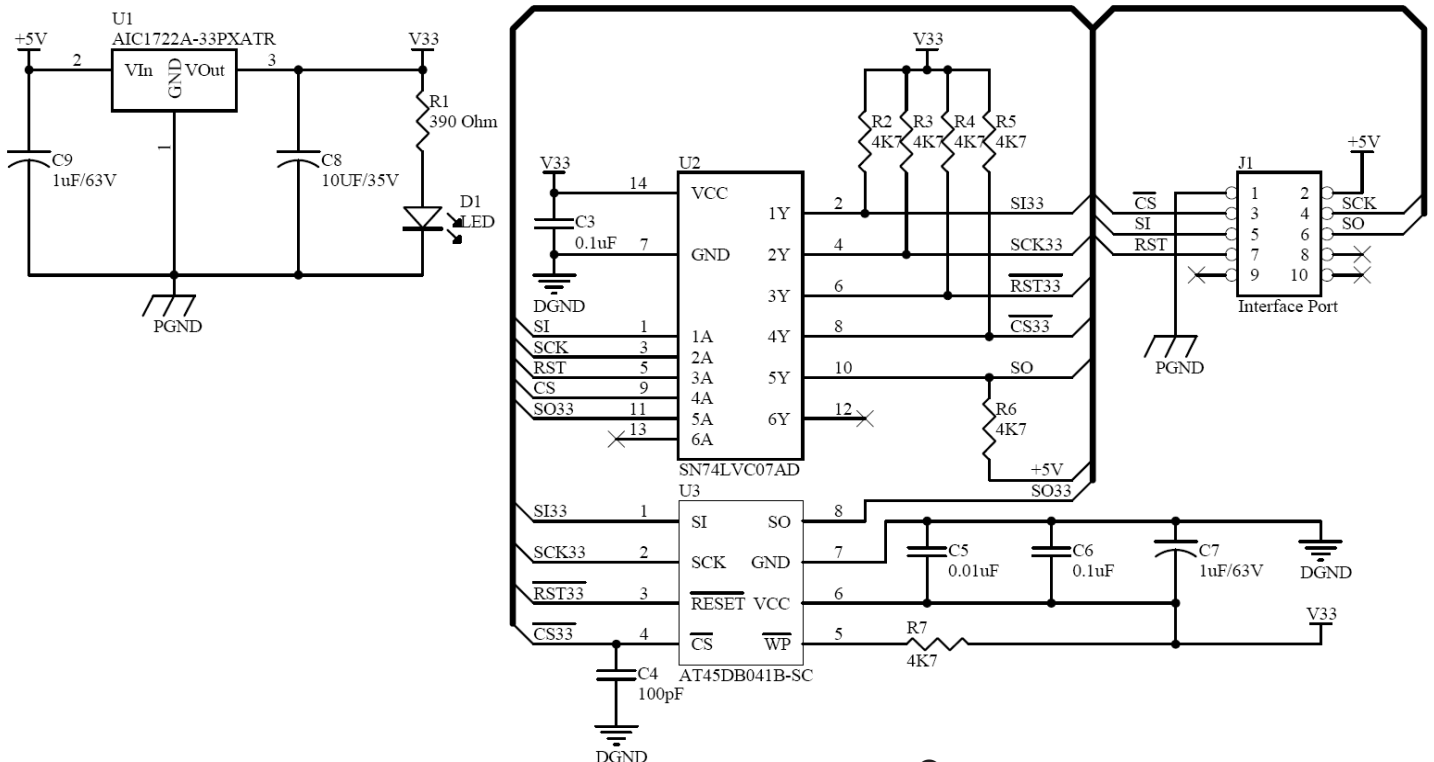 U1
AIC1722A-33PXATR
+5V
2
VIn
GND
VOut
3
V33
1
R1
390 Ohm
C9
1uF/63V
C8
10UF/35V
D1
LED
PGND
V33
U2
14
VCC
C3
0.1uF
7
GND
DGND
SI
1
1A
SCK
3
2A
RST
5
3A
CS
9
4A
SO33
11
5A
13
6A
1Y
2
SI33
2Y
4
SCK33
3Y
6
RST33
4Y
8
CS33
5Y
10
SO
6Y
12
SN74LVC07AD
V33
R2
4K7
R3
4K7
R4
4K7
R5
4K7
R6
4K7
+5V
SO33
J1
+5V
CS
SI
RST
1
2
3
4
5
6
7
8
9
10
SCK
SO
Interface Port
PGND
U3
SI33
1
SI
SCK33
2
SCK
RST33
3
RESET
CS33
4
CS
SO
8
GND
7
VCC
6
WP
5
AT45DB041B-SC
C4
100pF
DGND
C5
0.01uF
C6
0.1uF
C7
1uF/63V
DGND
R7
4K7
V33